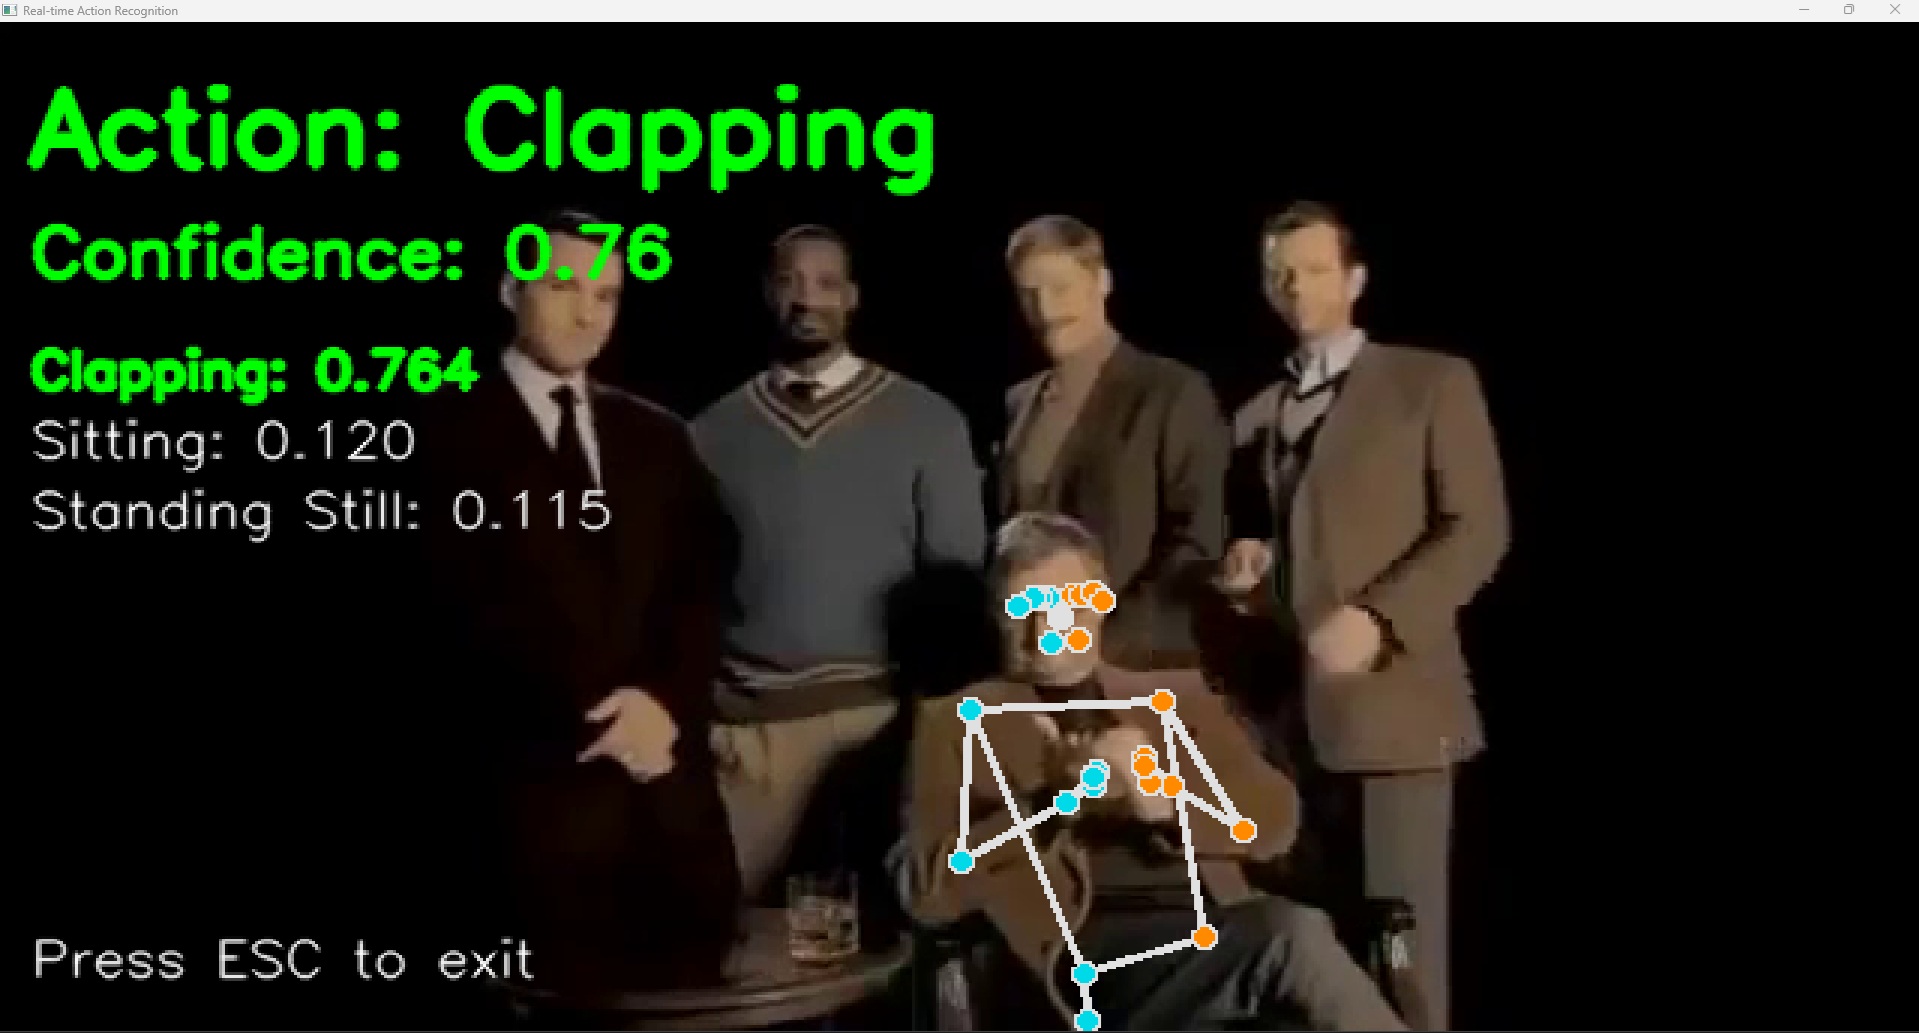 Real-time Action Recognition
Action: Clapping
Confidence: 0.76
Clapping: 0.764
Sitting: 0.120
Standing Still: 0.115
Press ESC to exit